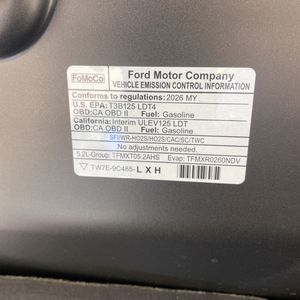 FoMoCo
Ford Motor Company
VEHICLE EMISSION CONTROL INFORMATION
Conforms to regulations: 2026 MY
U.S. EPA: T3B125 LDT4
OBD:CA OBD II Fuel: Gasoline
California: Interim ULEV125 LDT
OBD:CA OBD II Fuel: Gasoline
SFI/WR-HO2S/HO2S/CAC/SC/TWC
No adjustments needed
5.2L-Group: TFMXT05.2AHS Evap: TFMXR0260NDV
TW7E-9C485-LXH